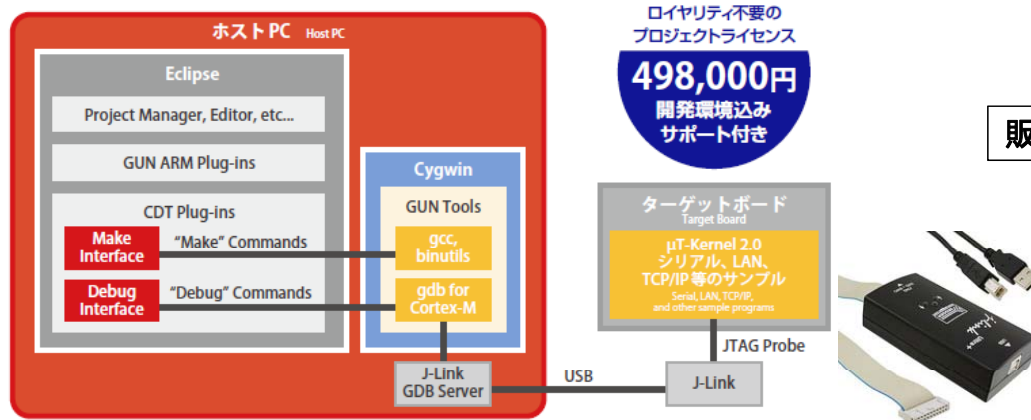 ホストPC Host PC
Eclipse
Project Manager, Editor, etc...
GUN ARM Plug-ins
CDT Plug-ins
Make
Interface
"Make" Commands
Debug
Interface
"Debug" Commands
Cygwin
GUN Tools
gcc,
binutils
gdb for
Cortex-M
J-Link
GDB Server
USB
J-Link
JTAG Probe
ロイヤリティ不要の
プロジェクトライセンス
498,000円
開発環境込み
サポート付き
ターゲットボード
Target Board
μT-Kernel 2.0
シリアル、LAN、
TCP/IP等のサンプル
Serial, LAN, TCP/IP,
and other sample programs
販